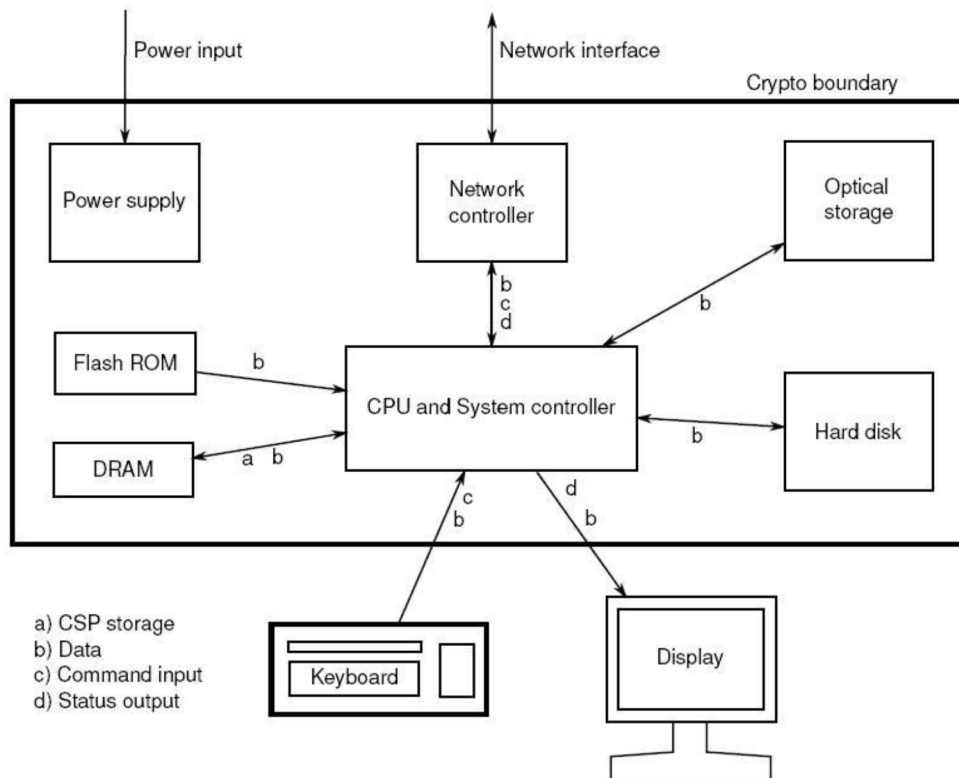 Power input
Network interface
Crypto boundary
Power supply
Network
controller
Optical
storage
b
c
d
b
Flash ROM
b
CPU and System controller
Hard disk
b
DRAM
a b
c
b
d
b
a) CSP storage
b) Data
c) Command input
d) Status output
Keyboard
Display